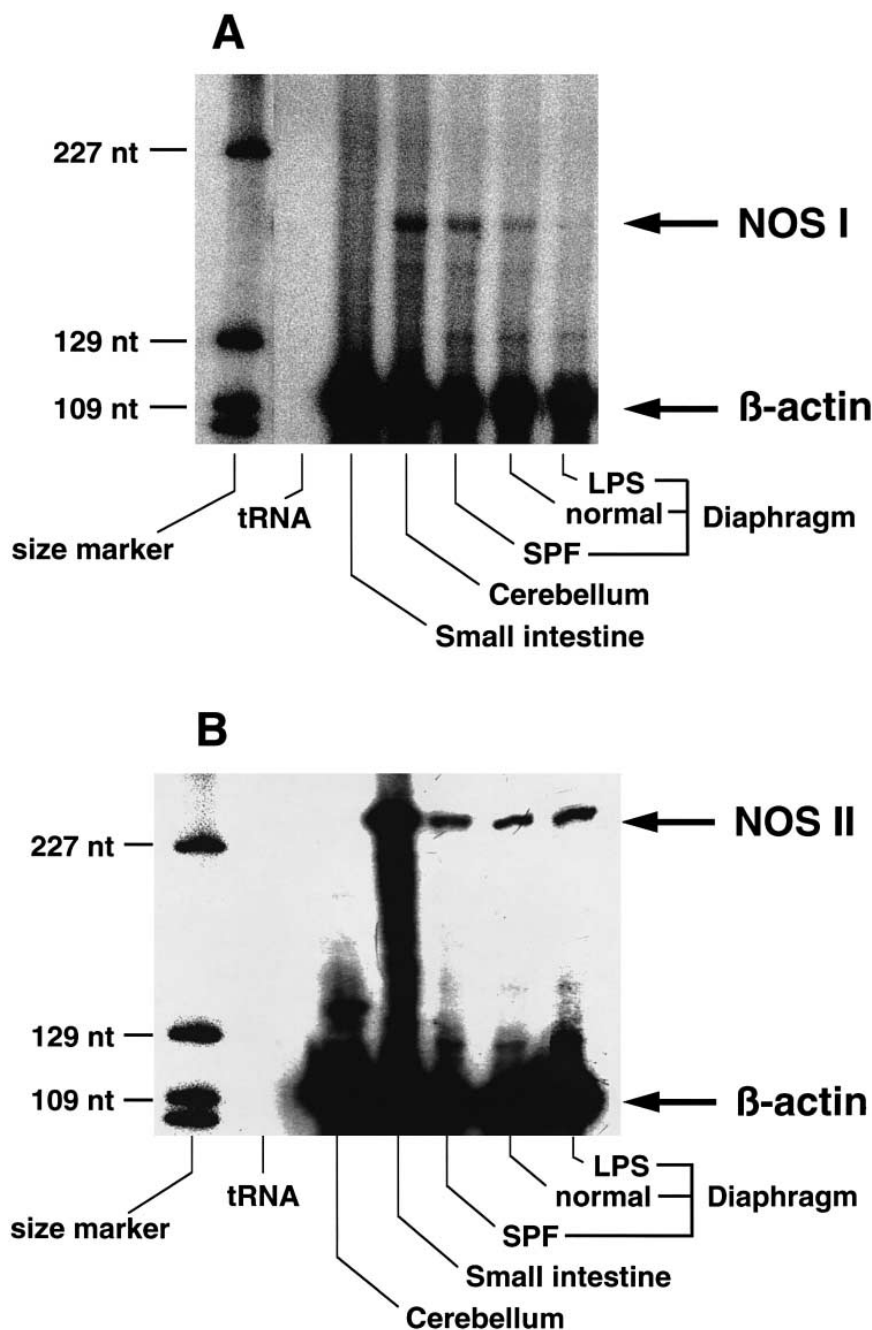 A
227 nt
NOS I
129 nt
109 nt
ß-actin
LPS
normal
Diaphragm
tRNA
size marker
SPF
Cerebellum
Small intestine
B
NOS II
227 nt
129 nt
109 nt
ß-actin
LPS
normal
Diaphragm
tRNA
size marker
SPF
Small intestine
Cerebellum